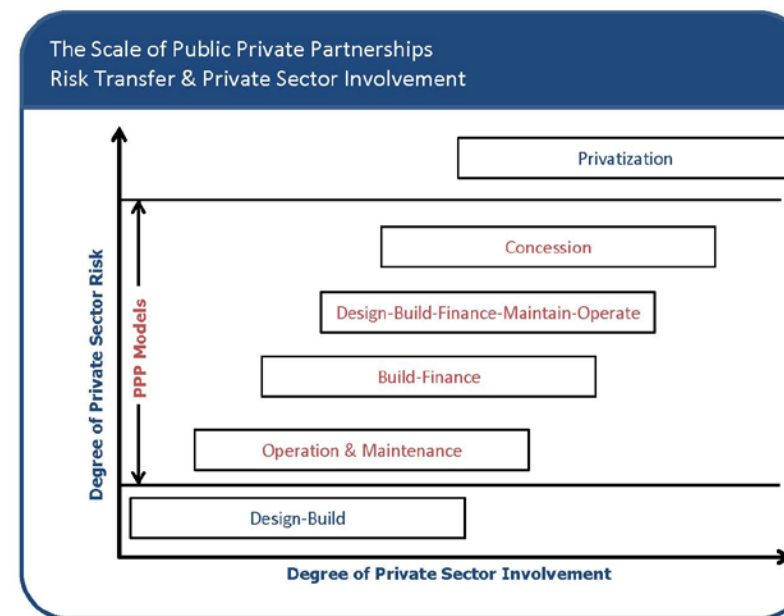 The Scale of Public Private Partnerships
Risk Transfer & Private Sector Involvement
Privatization
Concession
Design-Build-Finance-Maintain-Operate
Build-Finance
Operation & Maintenance
Design-Build
Degree of Private Sector Risk
PPP Models
Degree of Private Sector Involvement